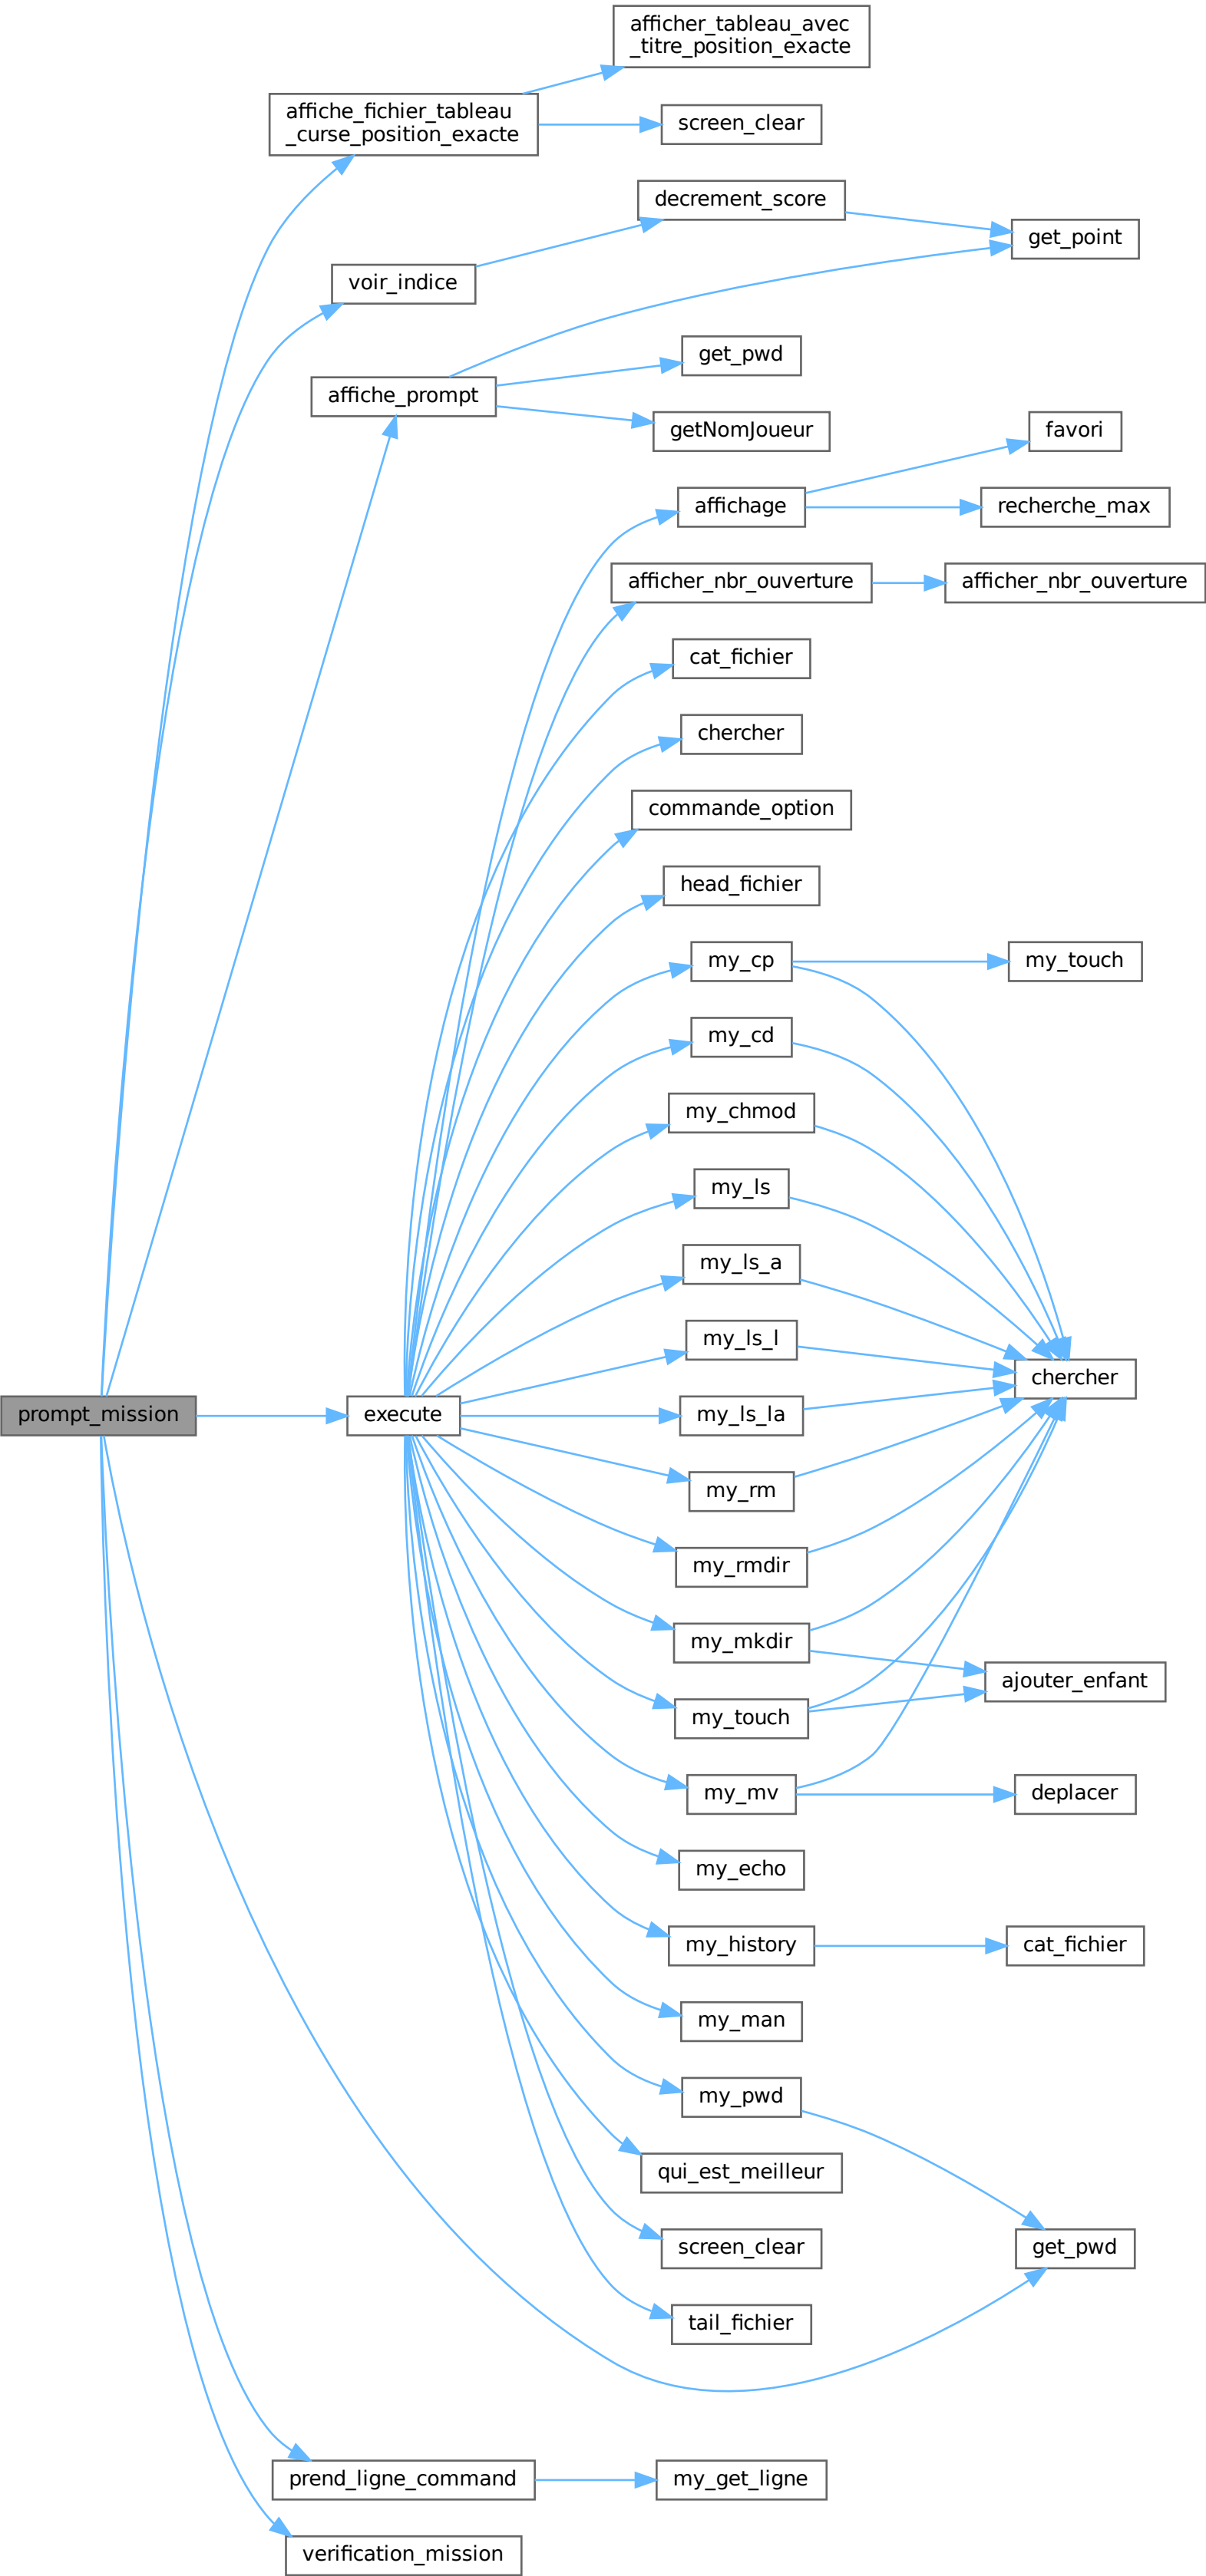 afficher_tableau_avec
_titre_position_exacte
affiche_fichier_tableau
_curse_position_exacte
screen_clear
decrement_score
get_point
voir_indice
get_pwd
affiche_prompt
getNomJoueur
favori
affichage
recherche_max
afficher_nbr_ouverture
afficher_nbr_ouverture
cat_fichier
chercher
commande_option
head_fichier
my_cp
my_touch
my_cd
my_chmod
my_ls
my_ls_a
my_ls_l
chercher
prompt_mission
execute
my_ls_la
my_rm
my_rmdir
my_mkdir
ajouter_enfant
my_touch
my_mv
deplacer
my_echo
my_history
cat_fichier
my_man
my_pwd
qui_est_meilleur
screen_clear
get_pwd
tail_fichier
prend_ligne_command
my_get_ligne
verification_mission